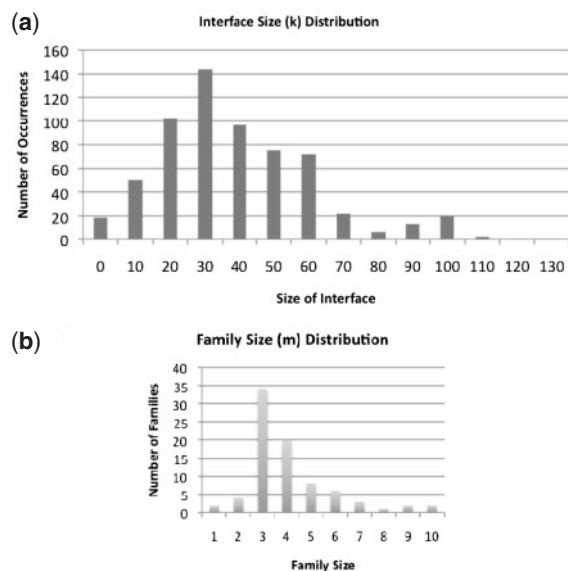 (a)
Interface Size (k) Distribution
Number of Occurrences
160
140
120
100
80
60
40
20
0
0 10 20 30 40 50 60 70 80 90 100 110 120 130
Size of Interface
(b)
Family Size (m) Distribution
Number of Families
40
35
30
25
20
15
10
5
0
1 2 3 4 5 6 7 8 9 10
Family Size